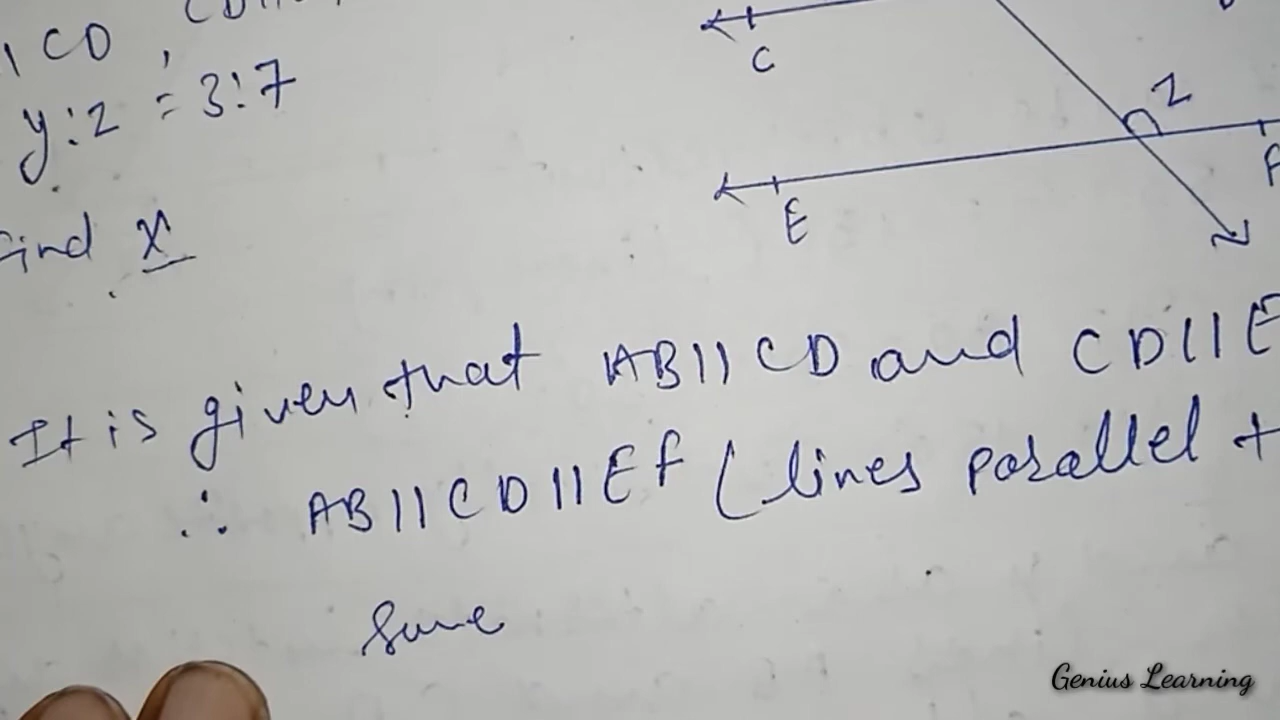 CD ,
y:z = 3:7
C
Z
find x
E
It is given that AB||CD and CD||E
∴ AB||CD||EF (lines parallel t
Same
Genius Learning